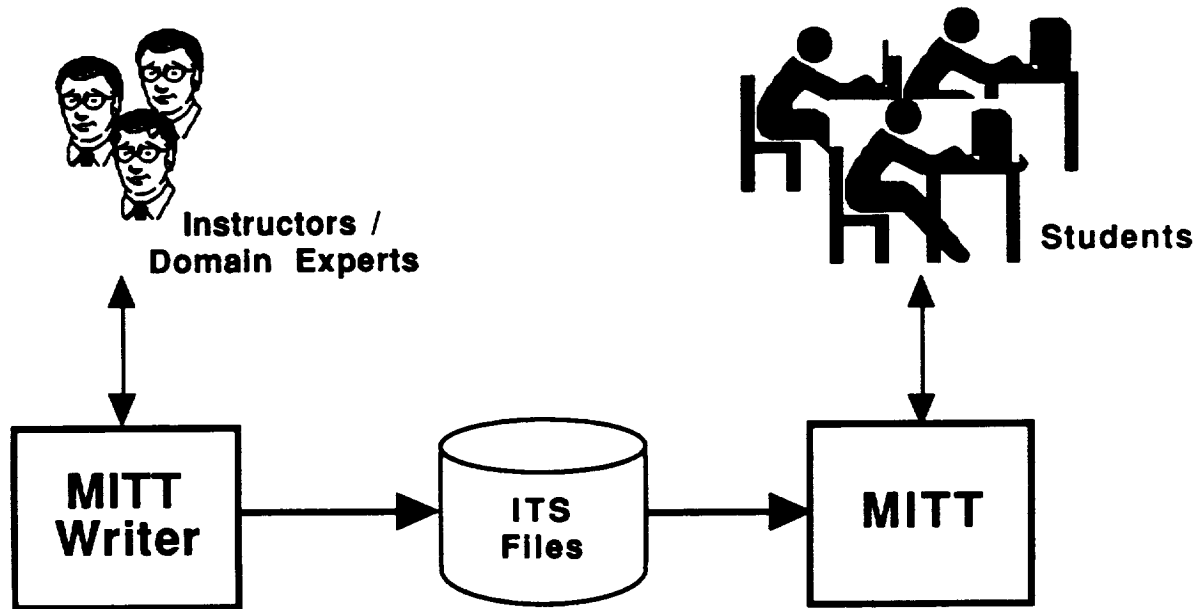 Instructors /
Domain Experts
Students
MITT
Writer
ITS
Files
MITT